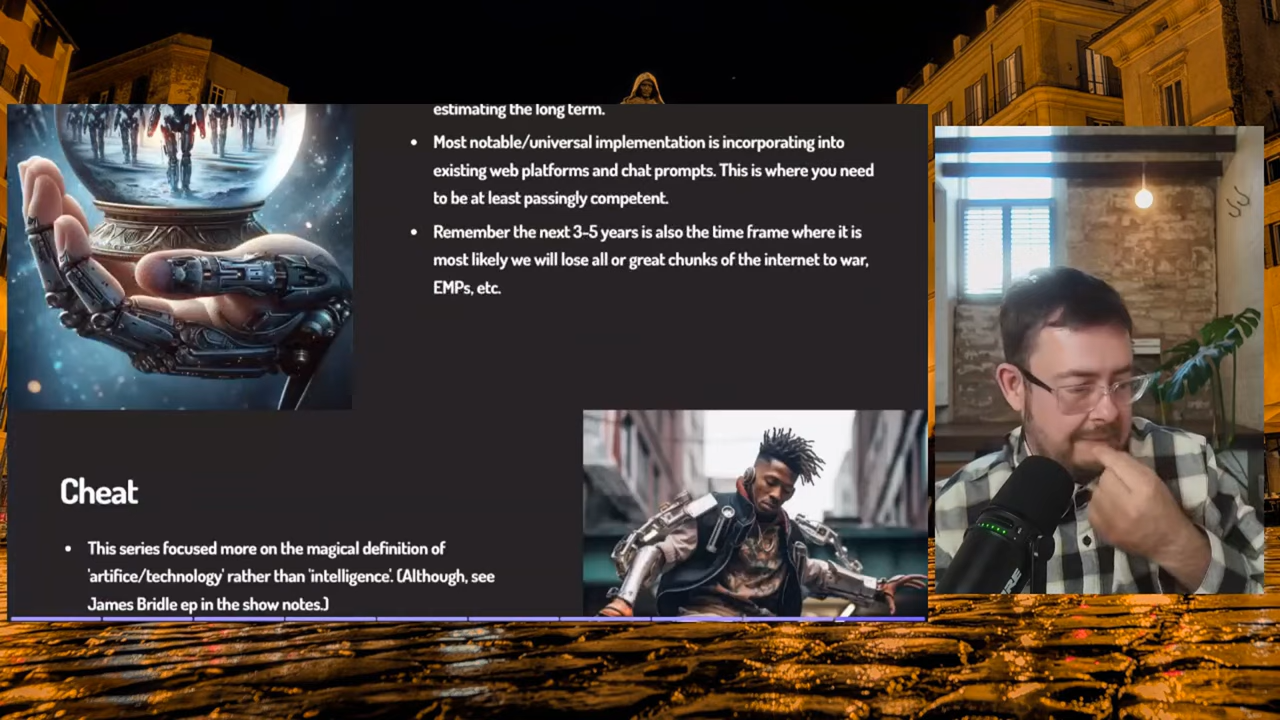 estimating the long term.
• Most notable/universal implementation is incorporating into
existing web platforms and chat prompts. This is where you need
to be at least passingly competent.
• Remember the next 3-5 years is also the time frame where it is
most likely we will lose all or great chunks of the internet to war,
EMPs, etc.
Cheat
• This series focused more on the magical definition of
'artifice/technology' rather than 'intelligence'. (Although, see
James Bridle ep in the show notes.)